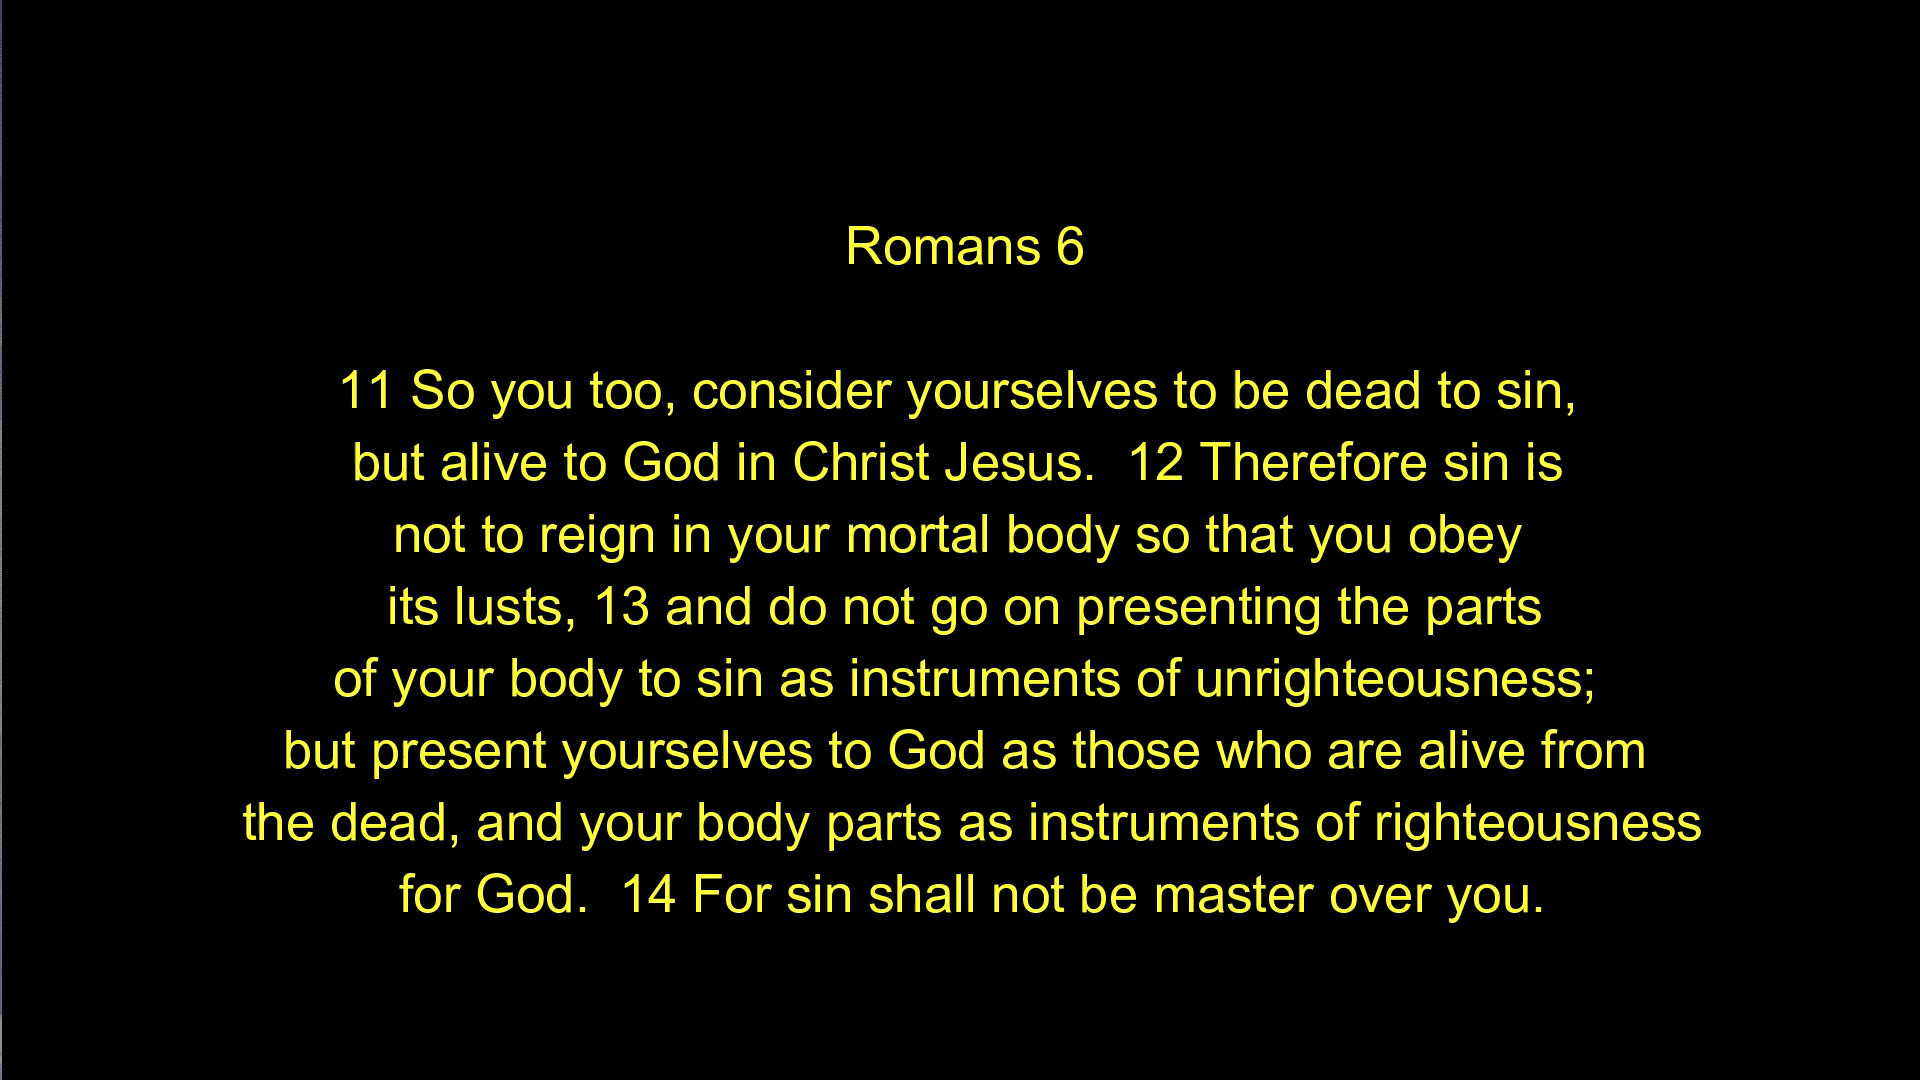 Romans 6
11 So you too, consider yourselves to be dead to sin,
but alive to God in Christ Jesus.  12 Therefore sin is
not to reign in your mortal body so that you obey
its lusts, 13 and do not go on presenting the parts
of your body to sin as instruments of unrighteousness;
but present yourselves to God as those who are alive from
the dead, and your body parts as instruments of righteousness
for God.  14 For sin shall not be master over you.